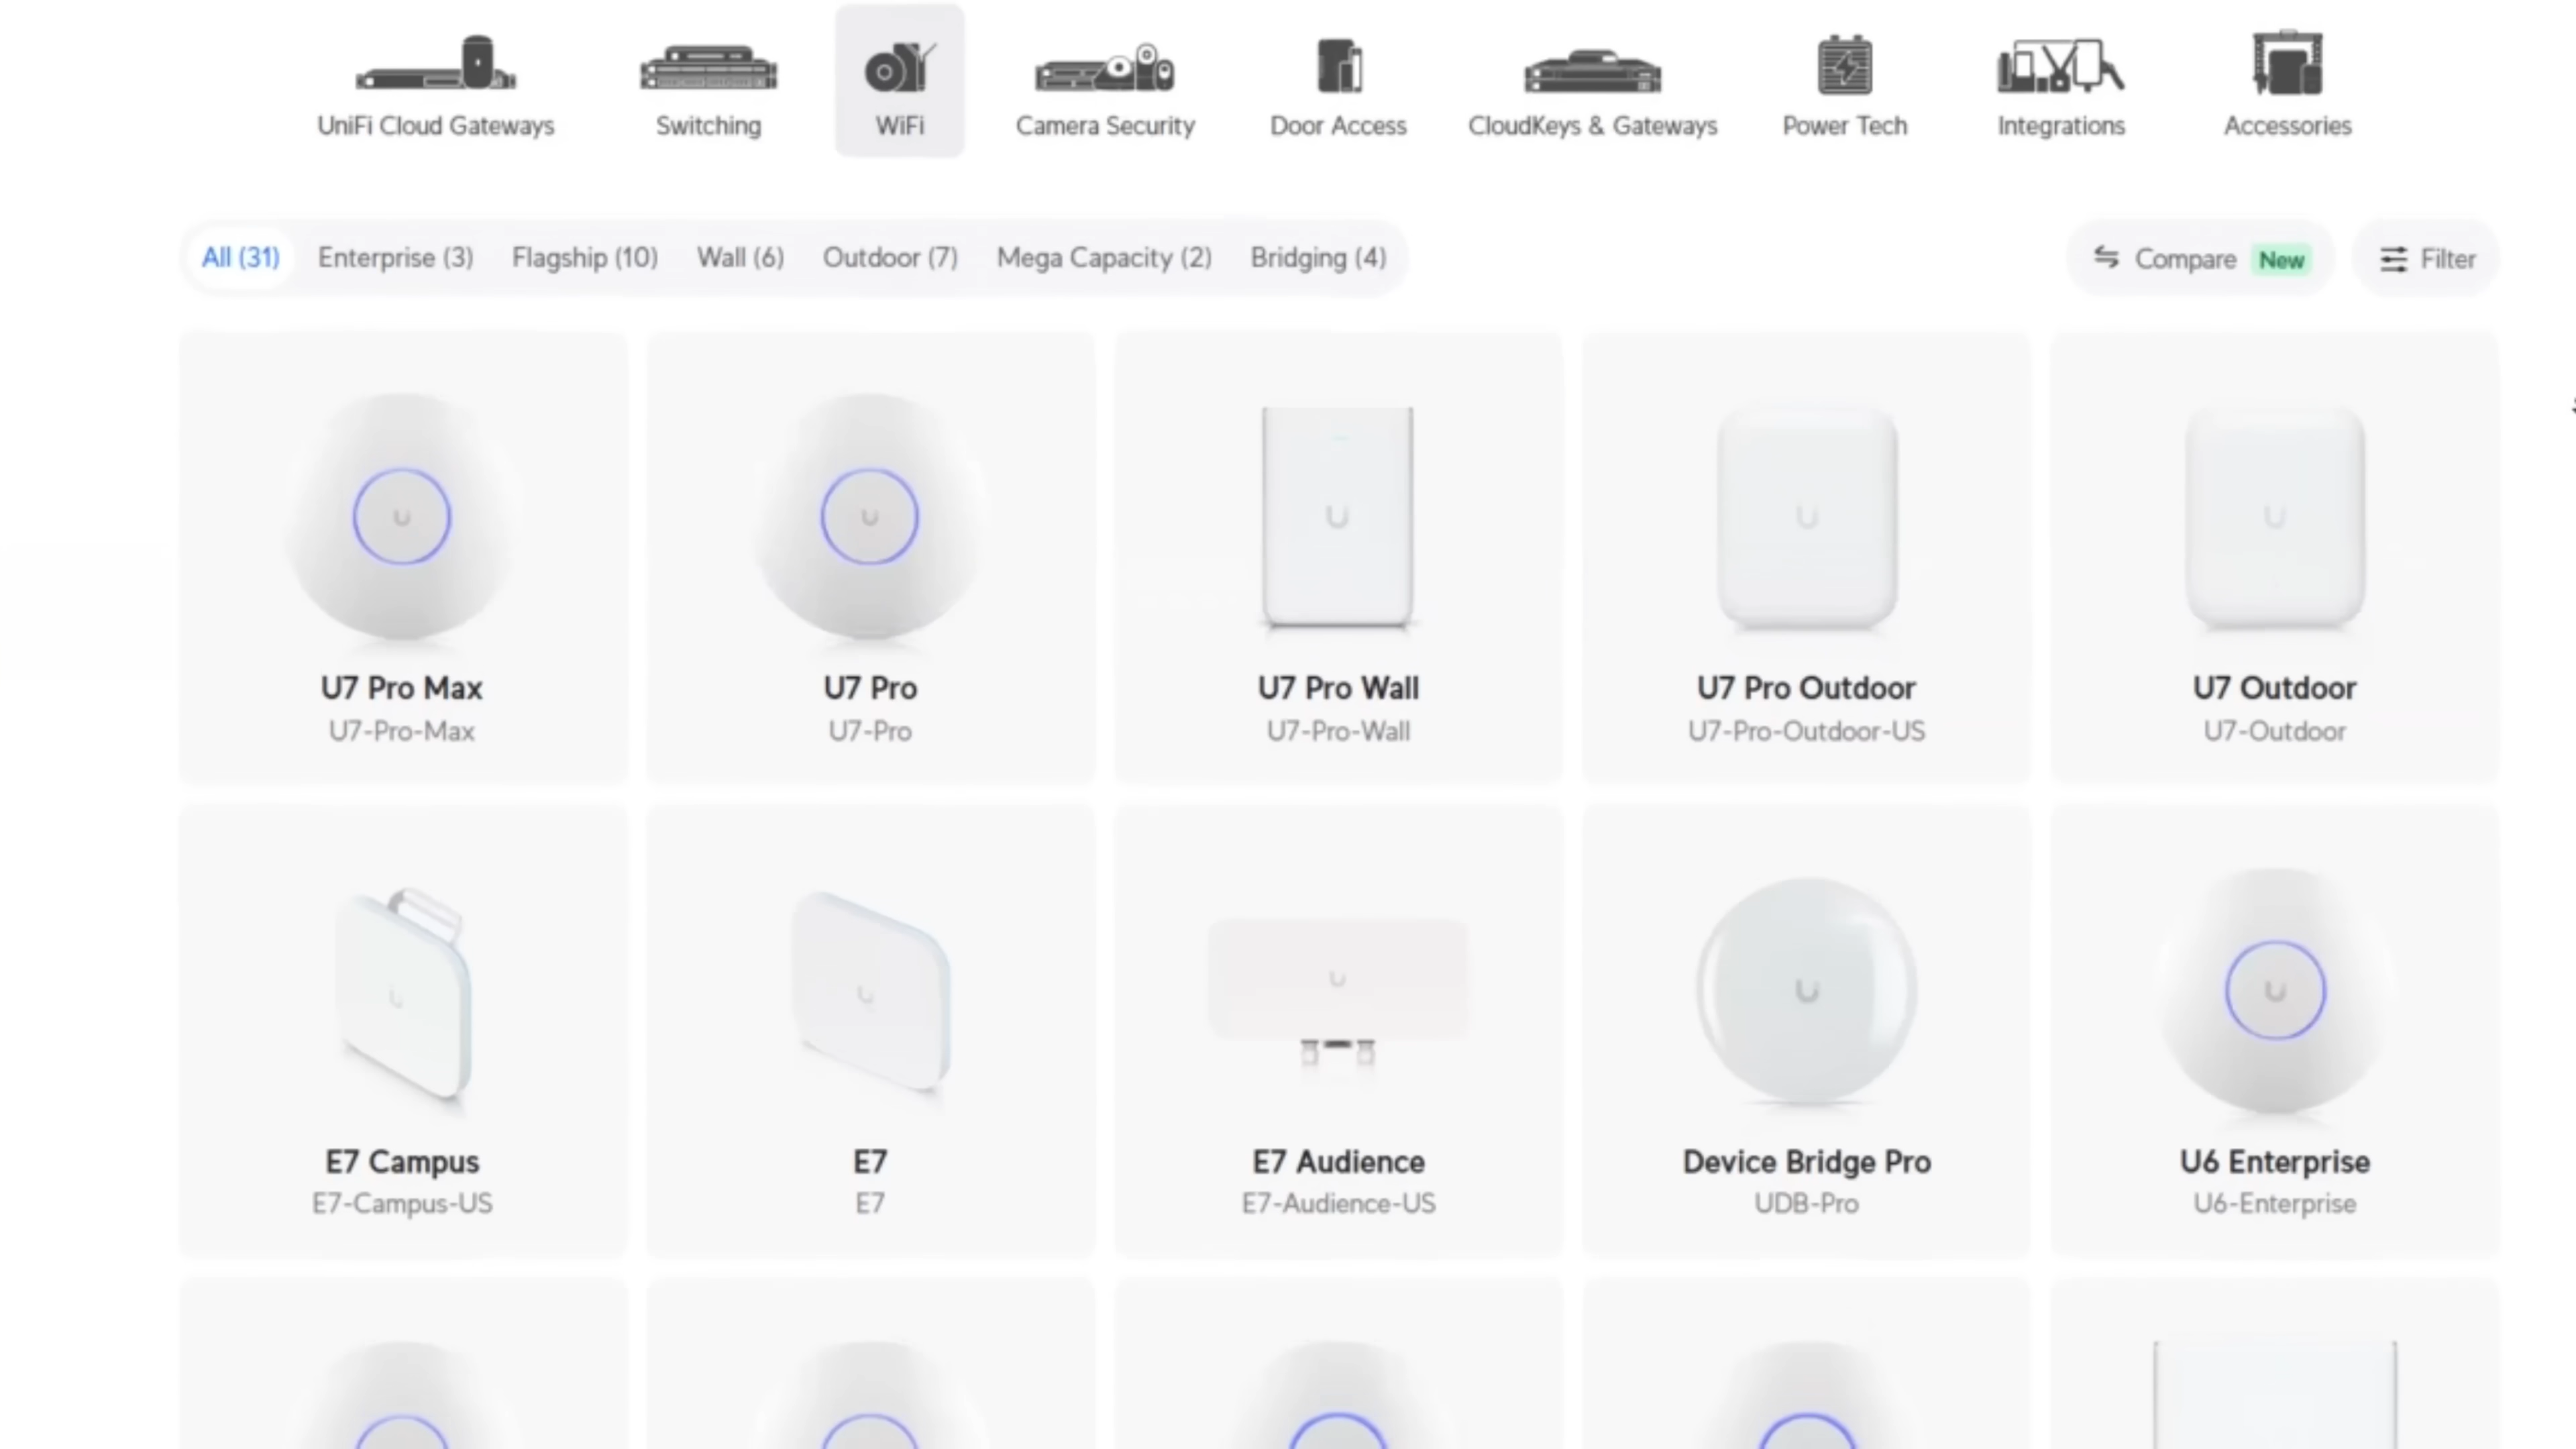 UniFi Cloud Gateways
Switching
WiFi
Camera Security
Door Access
CloudKeys & Gateways
Power Tech
Integrations
Accessories
All (31)
Enterprise (3)
Flagship (10)
Wall (6)
Outdoor (7)
Mega Capacity (2)
Bridging (4)
Compare New
Filter
U7 Pro Max
U7-Pro-Max
U7 Pro
U7-Pro
U7 Pro Wall
U7-Pro-Wall
U7 Pro Outdoor
U7-Pro-Outdoor-US
U7 Outdoor
U7-Outdoor
E7 Campus
E7-Campus-US
E7
E7
E7 Audience
E7-Audience-US
Device Bridge Pro
UDB-Pro
U6 Enterprise
U6-Enterprise